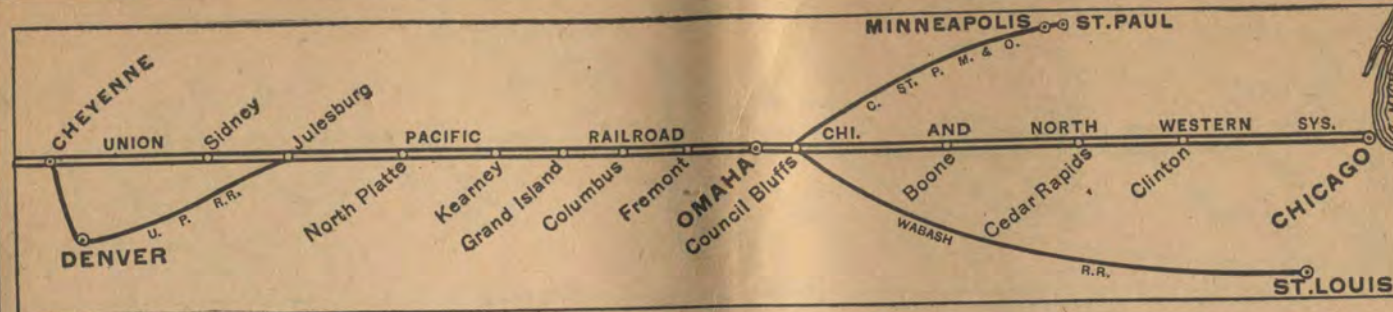 MINNEAPOLIS ST. PAUL
C. ST. P. M. & O.
CHEYENNE
Sidney
Julesburg
UNION PACIFIC RAILROAD
CHI. AND NORTH WESTERN SYS.
U. P. R.R.
DENVER
North Platte
Kearney
Grand Island
Columbus
Fremont
OMAHA
Council Bluffs
Boone
Cedar Rapids
Clinton
CHICAGO
WABASH R.R.
ST. LOUIS